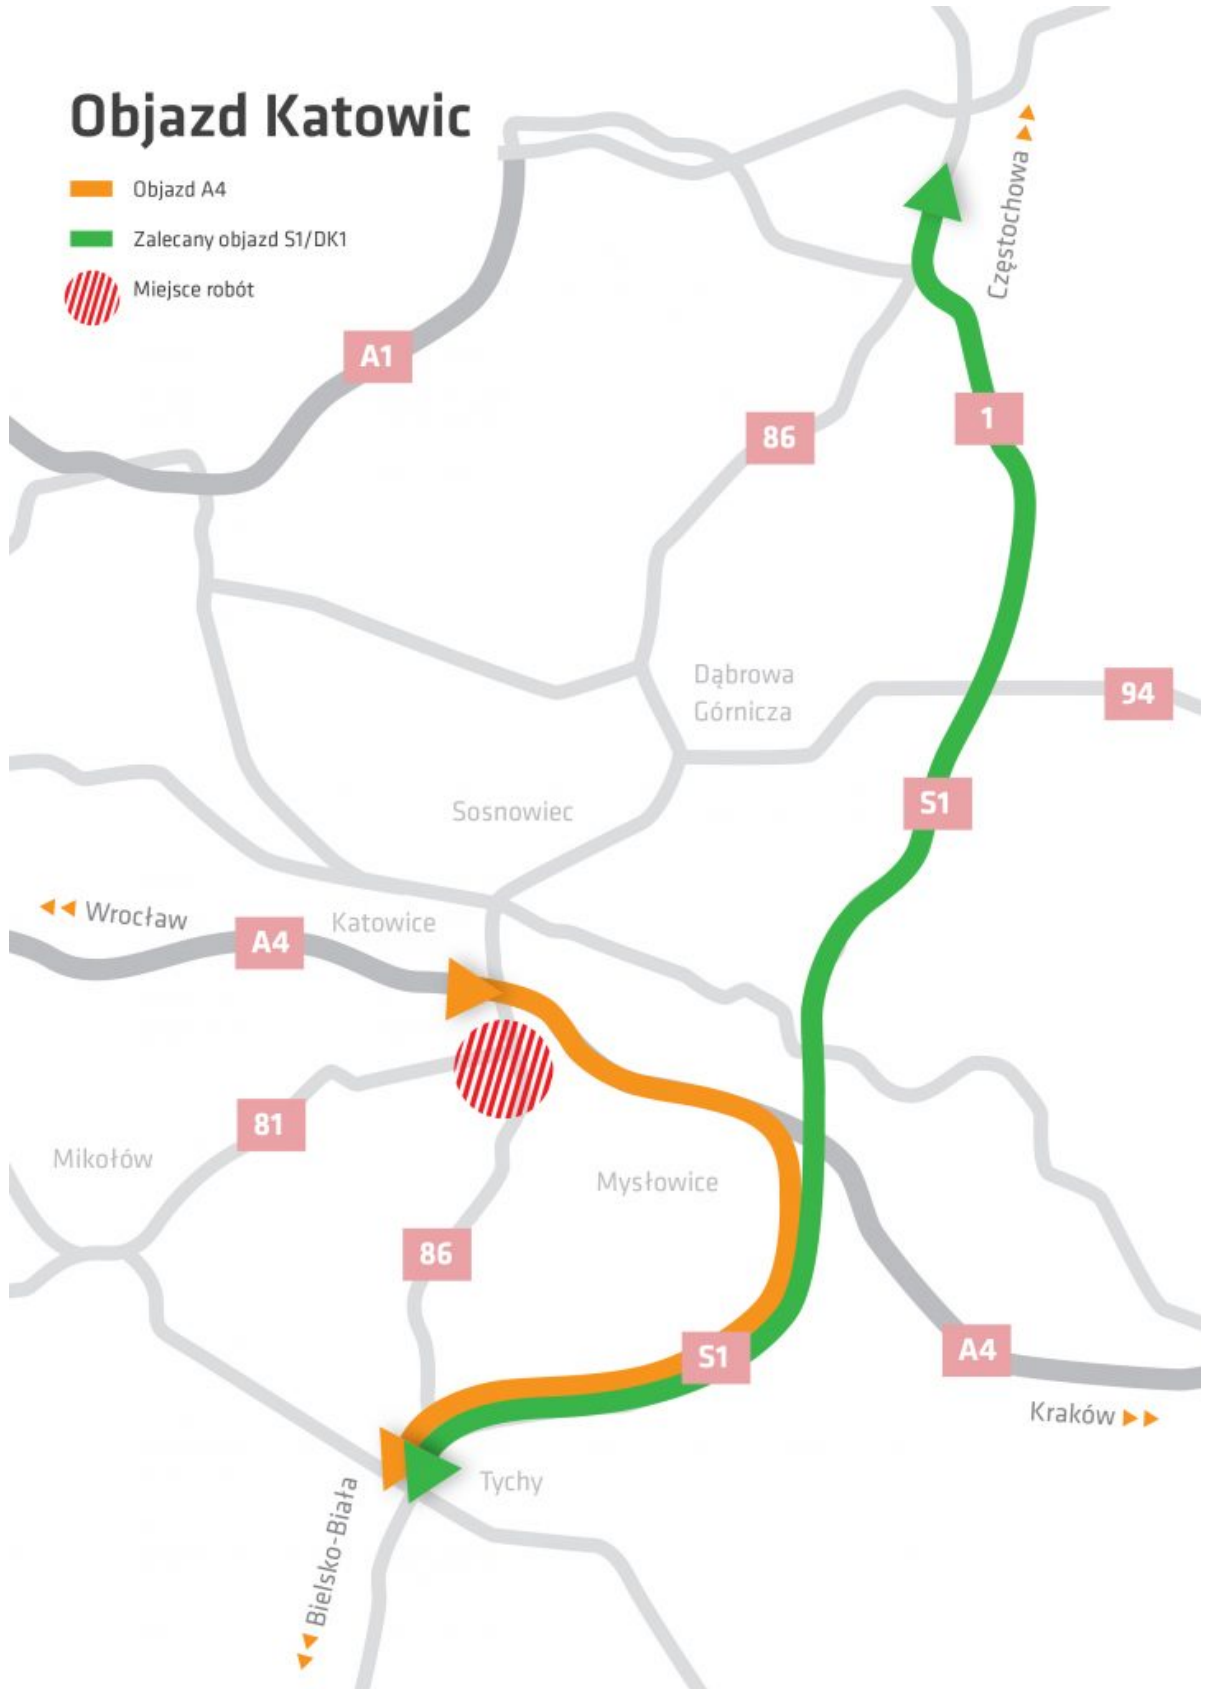 Objazd Katowic
Objazd A4
Zalecany objazd S1/DK1
Miejsce robót
Częstochowa
A1
1
86
Dąbrowa
Górnicza
94
S1
Sosnowiec
Wrocław
Katowice
A4
81
Mikołów
Mysłowice
86
S1
A4
Kraków
Tychy
Bielsko-Biała